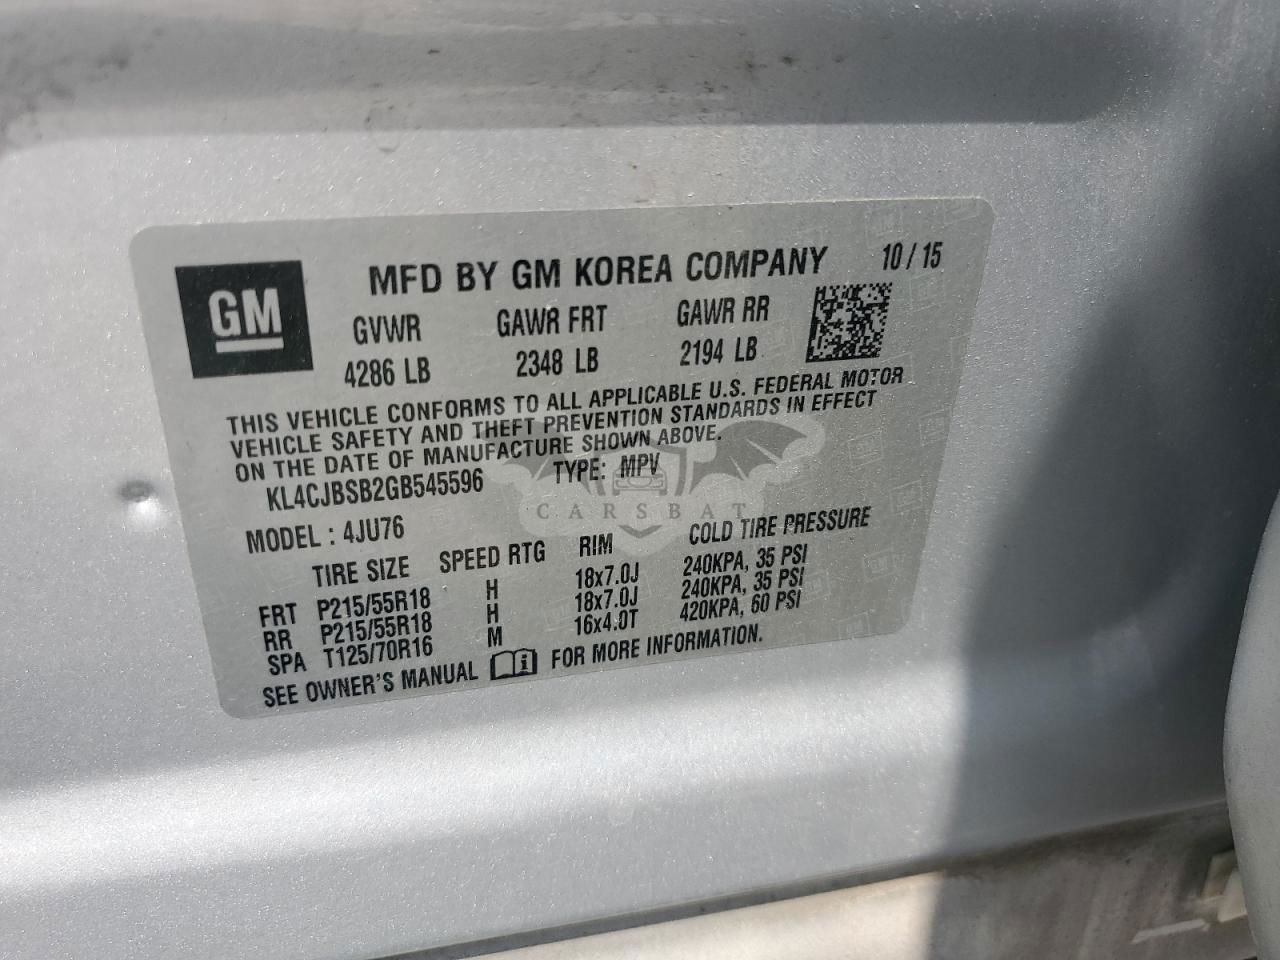 GM
MFD BY GM KOREA COMPANY 10 / 15
GVWR GAWR FRT GAWR RR
4286 LB 2348 LB 2194 LB
THIS VEHICLE CONFORMS TO ALL APPLICABLE U.S. FEDERAL MOTOR
VEHICLE SAFETY AND THEFT PREVENTION STANDARDS IN EFFECT
ON THE DATE OF MANUFACTURE SHOWN ABOVE.
KL4CJBSB2GB545596 TYPE: MPV
CARSBAT
MODEL : 4JU76
TIRE SIZE SPEED RTG RIM COLD TIRE PRESSURE
FRT P215/55R18 H 18x7.0J 240KPA, 35 PSI
RR P215/55R18 H 18x7.0J 240KPA, 35 PSI
SPA T125/70R16 M 16x4.0T 420KPA, 60 PSI
SEE OWNER'S MANUAL i FOR MORE INFORMATION.